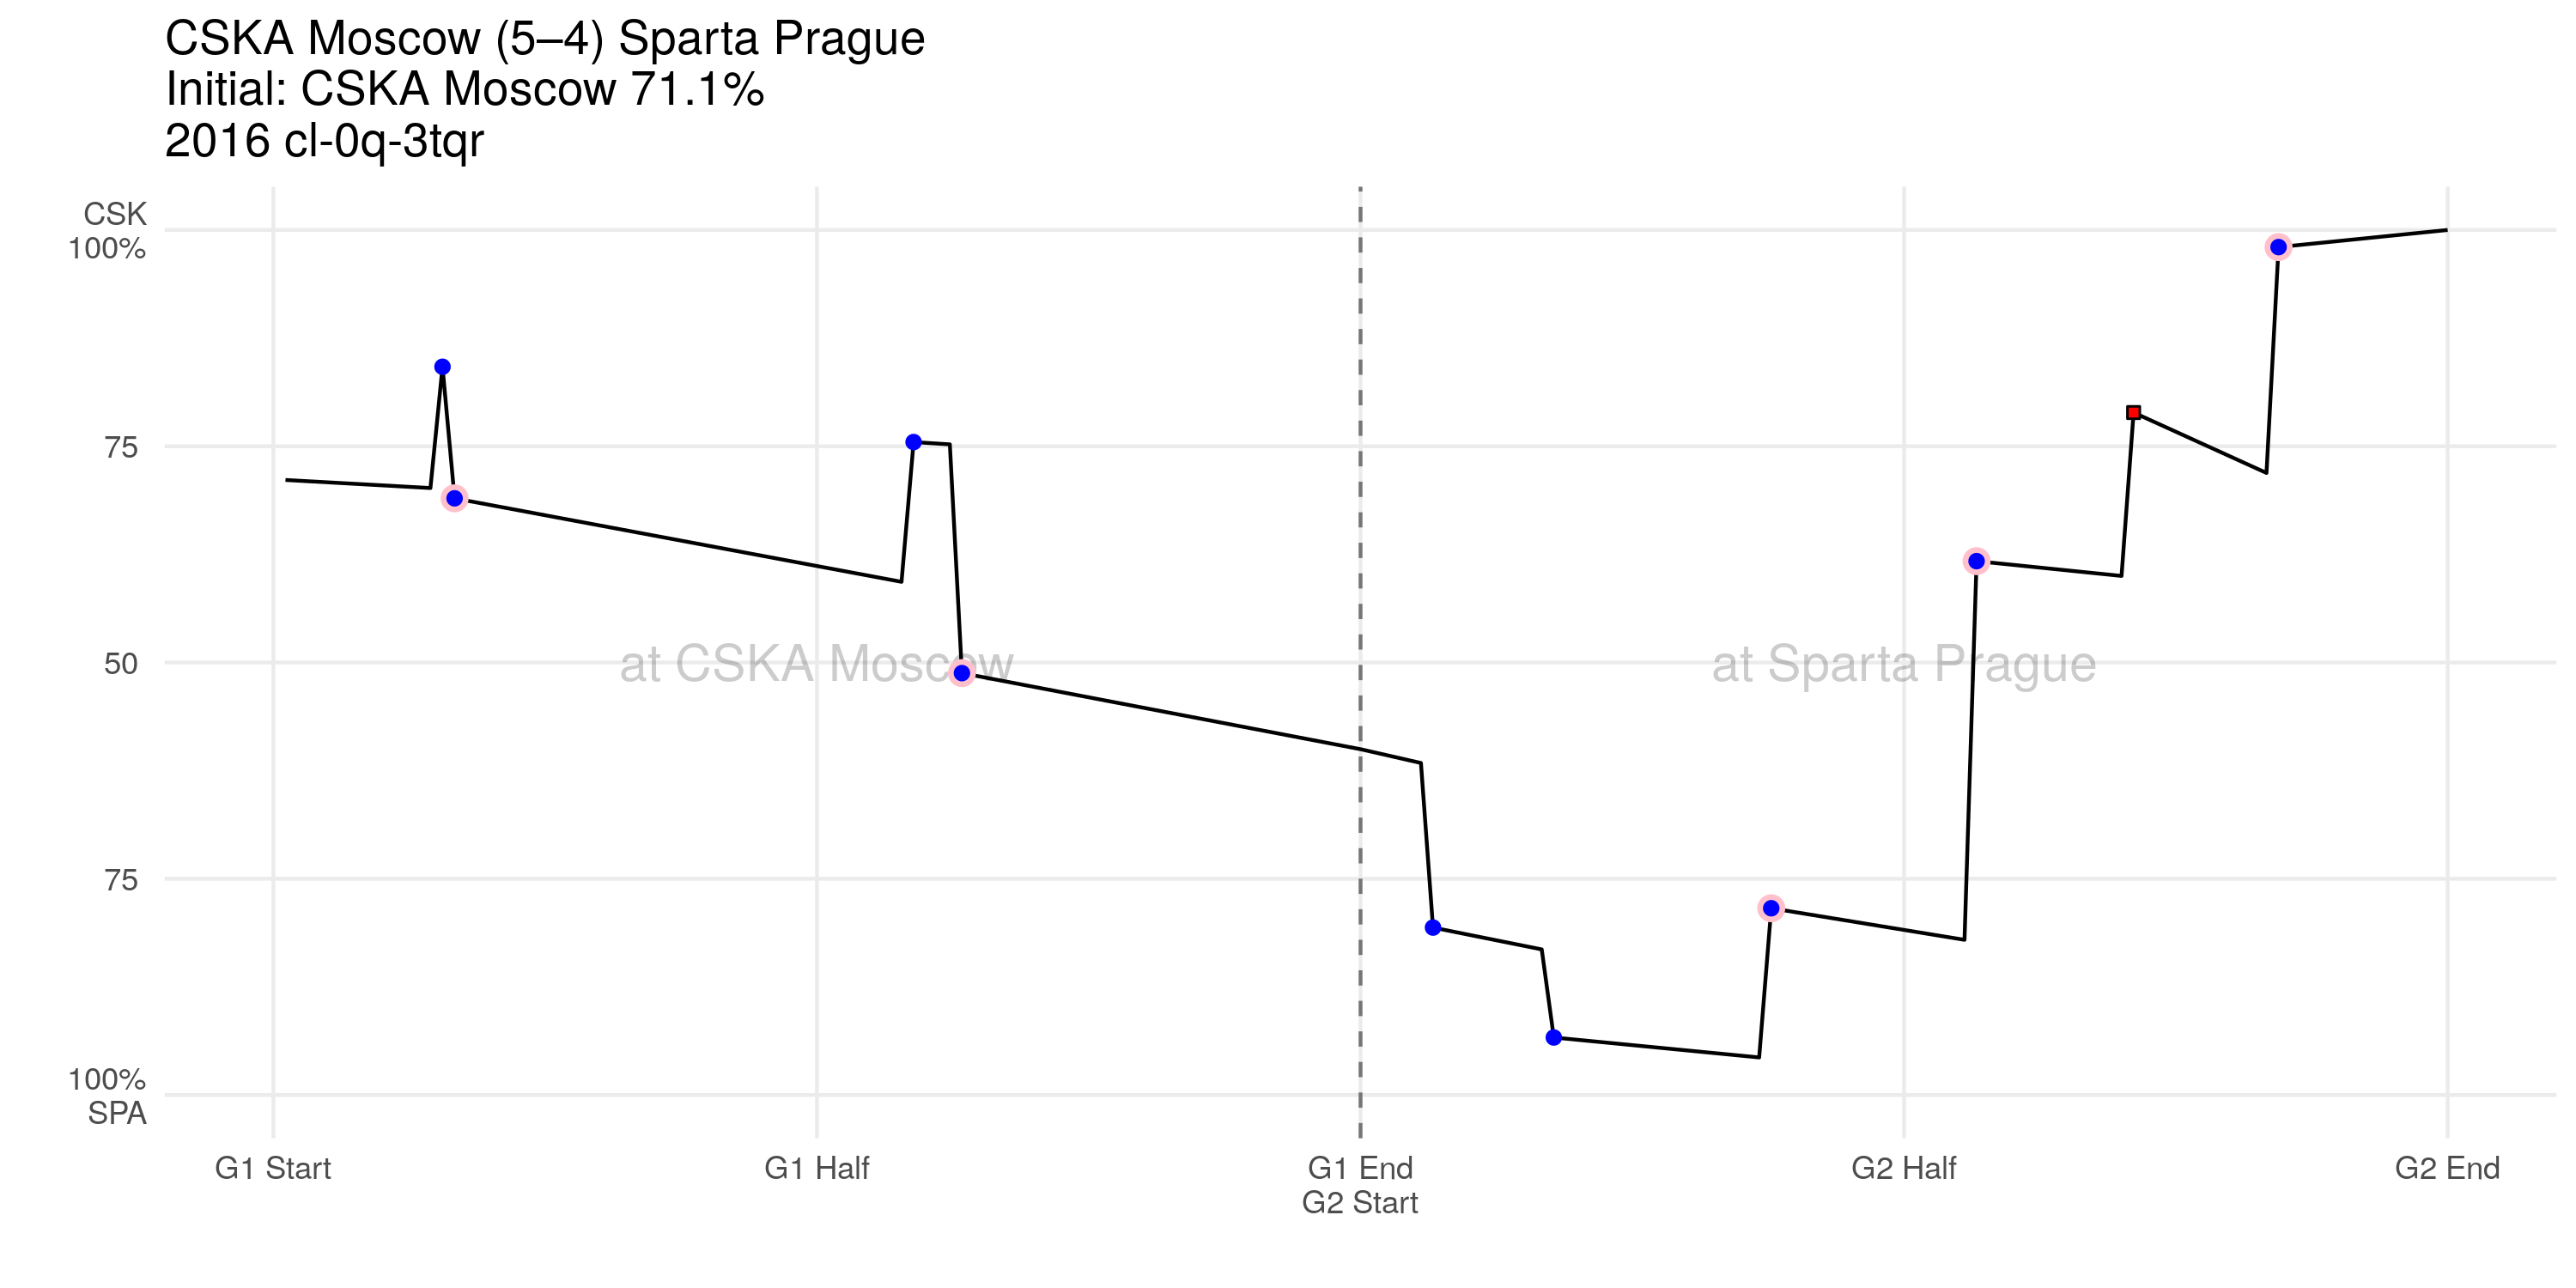 CSKA Moscow (5–4) Sparta Prague
Initial: CSKA Moscow 71.1%
2016 cl-0q-3tqr
CSK
100%
75
50
75
100%
SPA
at CSKA Moscow
at Sparta Prague
G1 Start
G1 Half
G1 End
G2 Start
G2 Half
G2 End